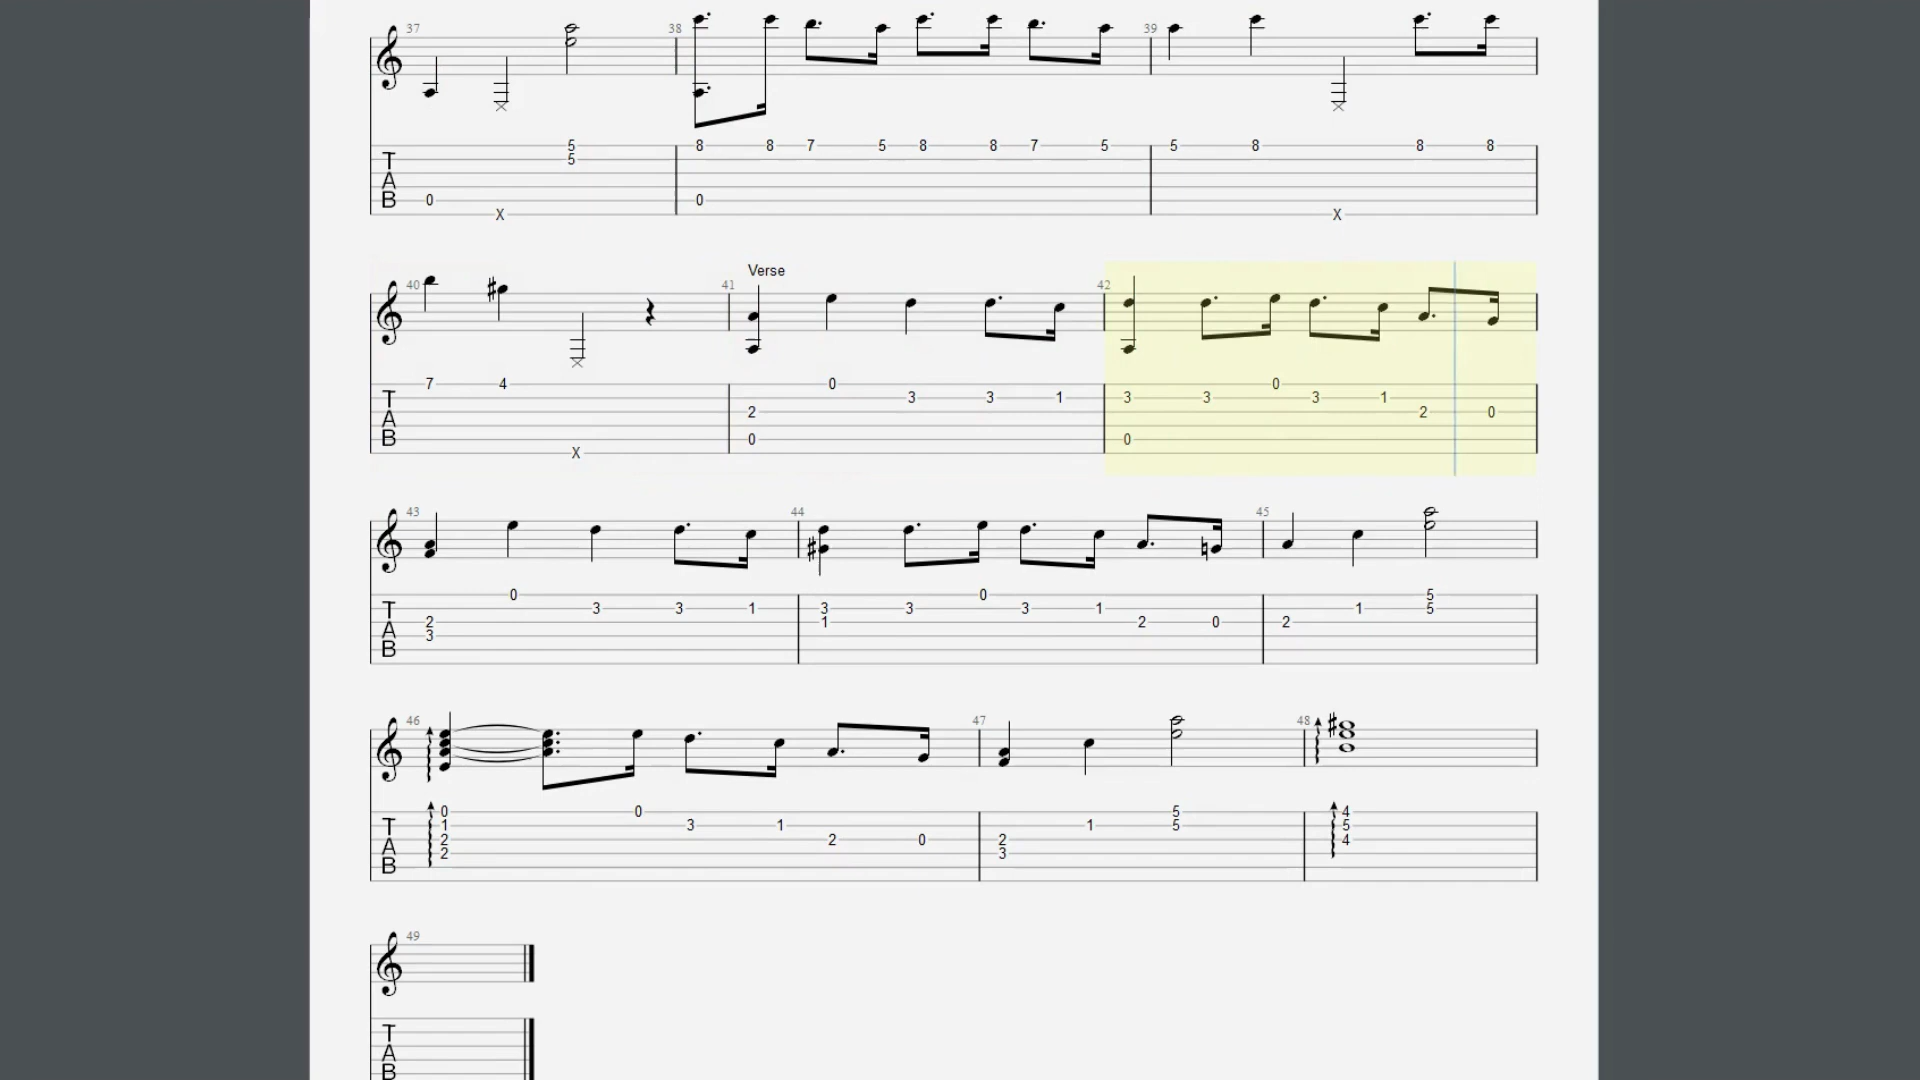 37 38 39
5 8 8 7 5 8 8 7 5 5 8 8 8
T 5
A
B 0 0
X X
40 Verse
41 42
7 4 0 0
T 3 3 1 3 3 3 1
A 2 2 0
B 0 0
X
43 44 45
0 0 5
T 3 3 1 3 3 3 1 1 5
2 1 2 0 2
A 3
B
46 47 48
0 0 5 4
T 1 3 1 1 5 5
2 2 0 2 4
A 2 3
B
49
T
A
B